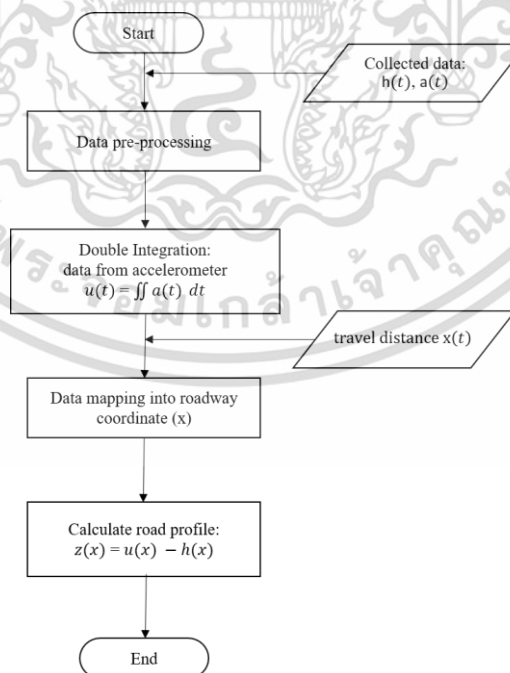 Start
Collected data:
h(t), a(t)
Data pre-processing
Double Integration:
data from accelerometer
u(t) = ∬ a(t) dt
travel distance x(t)
Data mapping into roadway
coordinate (x)
Calculate road profile:
z(x) = u(x) − h(x)
End